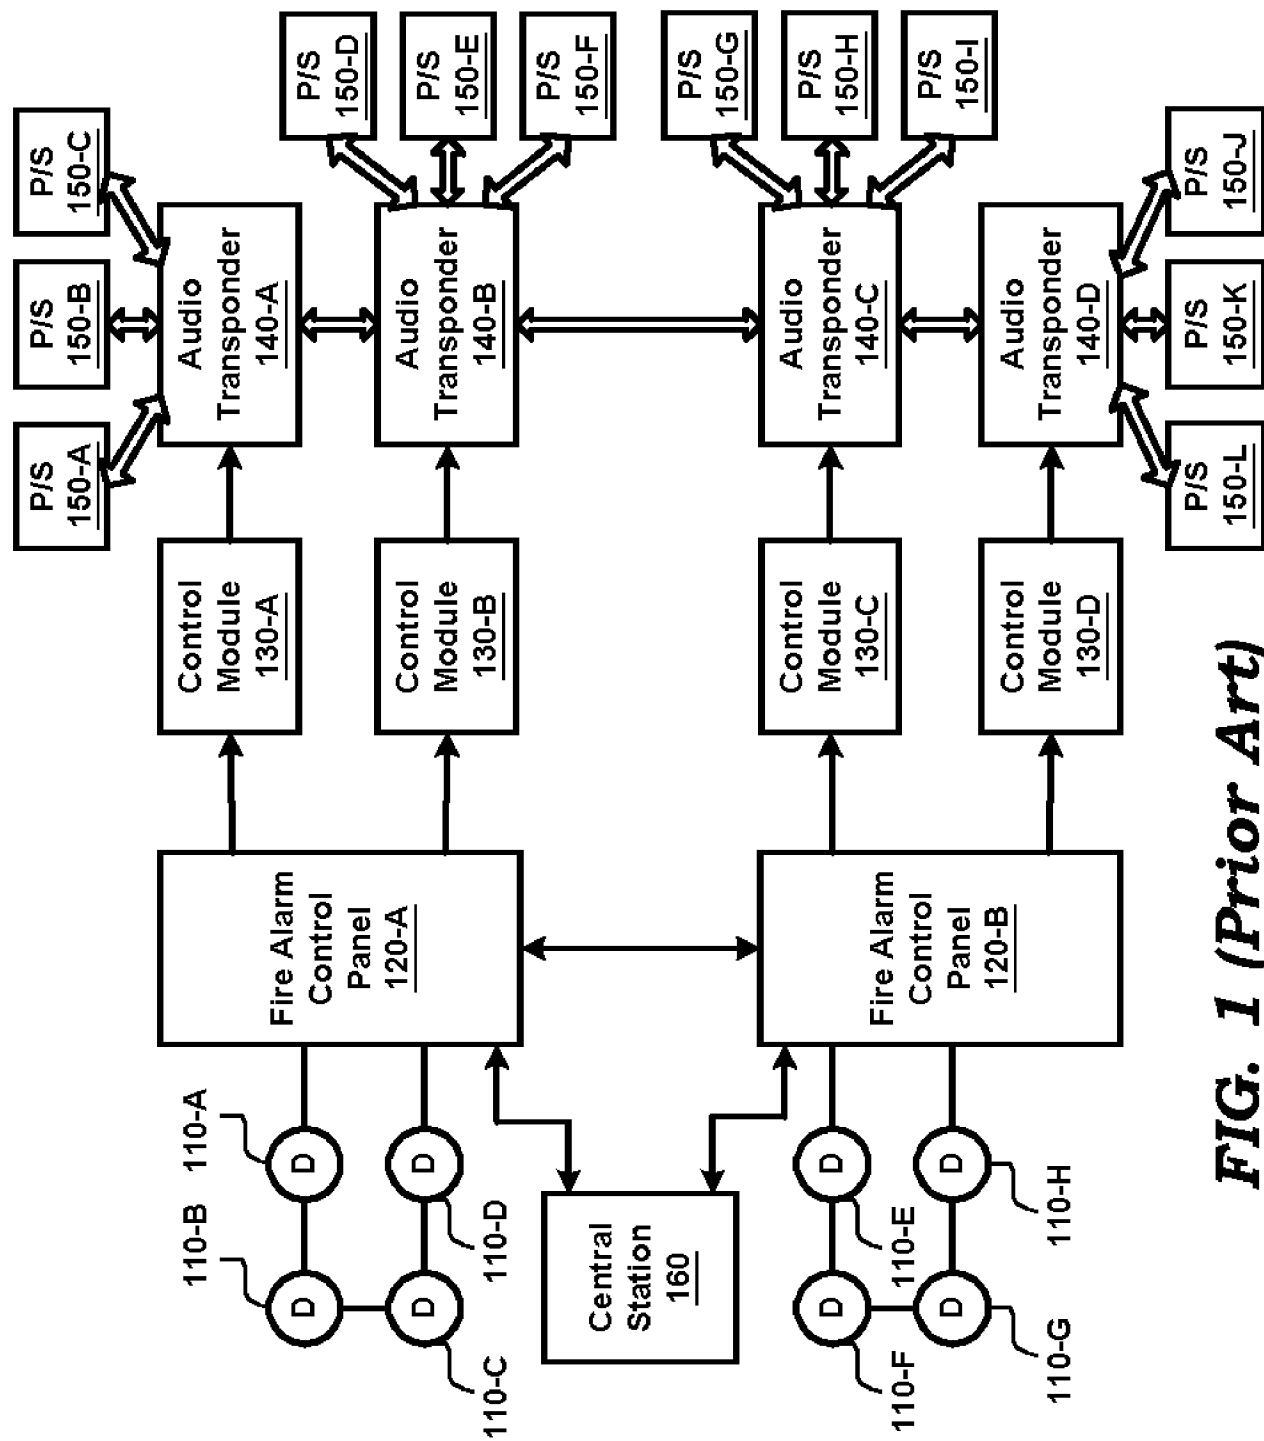 110-B
110-A
D
D
D
D
110-C
110-D
Fire Alarm
Control
Panel
120-A
Control
Module
130-A
Control
Module
130-B
Audio
Transponder
140-A
Audio
Transponder
140-B
P/S
150-A
P/S
150-B
P/S
150-C
P/S
150-D
P/S
150-E
P/S
150-F
Central
Station
160
D
D
D
D
110-F
110-E
110-G
110-H
Fire Alarm
Control
Panel
120-B
Control
Module
130-C
Control
Module
130-D
Audio
Transponder
140-C
Audio
Transponder
140-D
P/S
150-G
P/S
150-H
P/S
150-I
P/S
150-J
P/S
150-K
P/S
150-L
FIG. 1 (Prior Art)